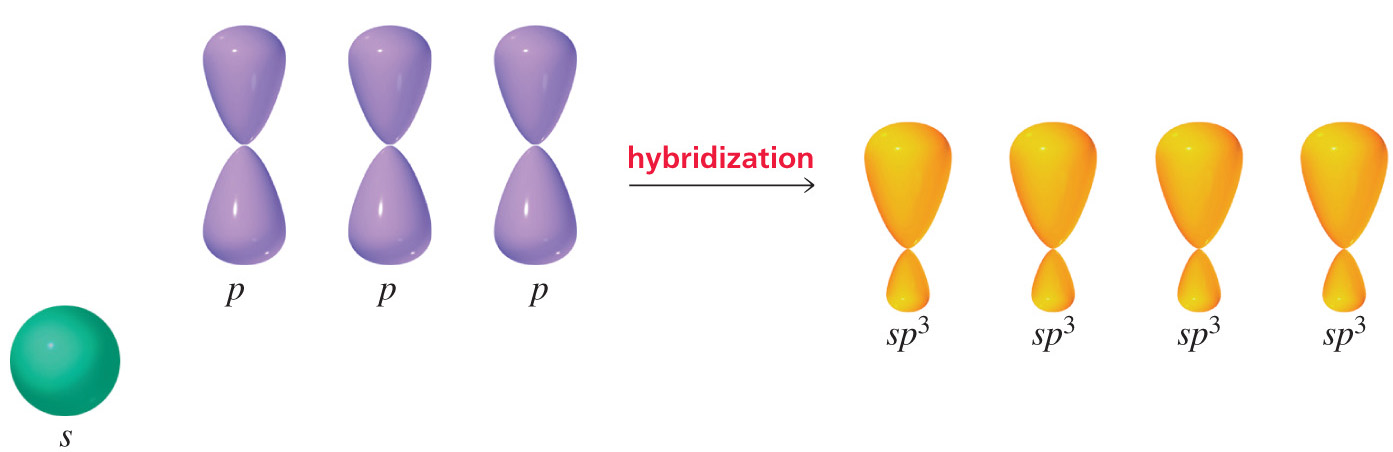 hybridization
p p p
sp³ sp³ sp³ sp³
s